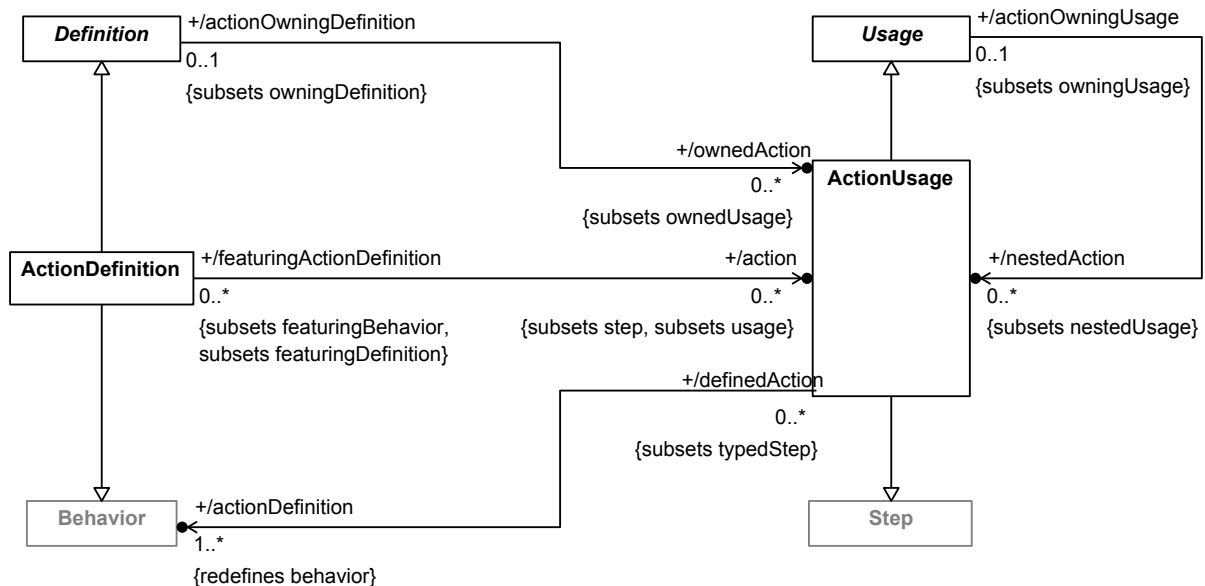 +/actionOwningDefinition
Definition
0..1
{subsets owningDefinition}
+/actionOwningUsage
Usage
0..1
{subsets owningUsage}
+/ownedAction
0..*
{subsets ownedUsage}
ActionUsage
ActionDefinition
+/featuringActionDefinition
0..*
{subsets featuringBehavior,
subsets featuringDefinition}
+/action
0..*
{subsets step, subsets usage}
+/nestedAction
0..*
{subsets nestedUsage}
+/definedAction
0..*
{subsets typedStep}
Behavior
+/actionDefinition
1..*
{redefines behavior}
Step